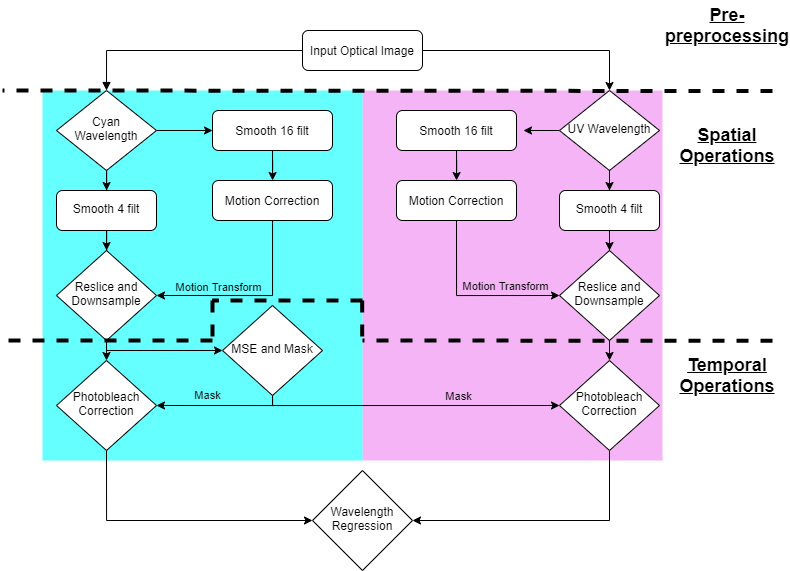 Pre-
preprocessing
Input Optical Image
Cyan
Wavelength
Smooth 16 filt
Smooth 16 filt
UV Wavelength
Spatial
Operations
Smooth 4 filt
Motion Correction
Motion Correction
Smooth 4 filt
Reslice and
Downsample
Motion Transform
Motion Transform
Reslice and
Downsample
MSE and Mask
Temporal
Operations
Photobleach
Correction
Mask
Mask
Photobleach
Correction
Wavelength
Regression